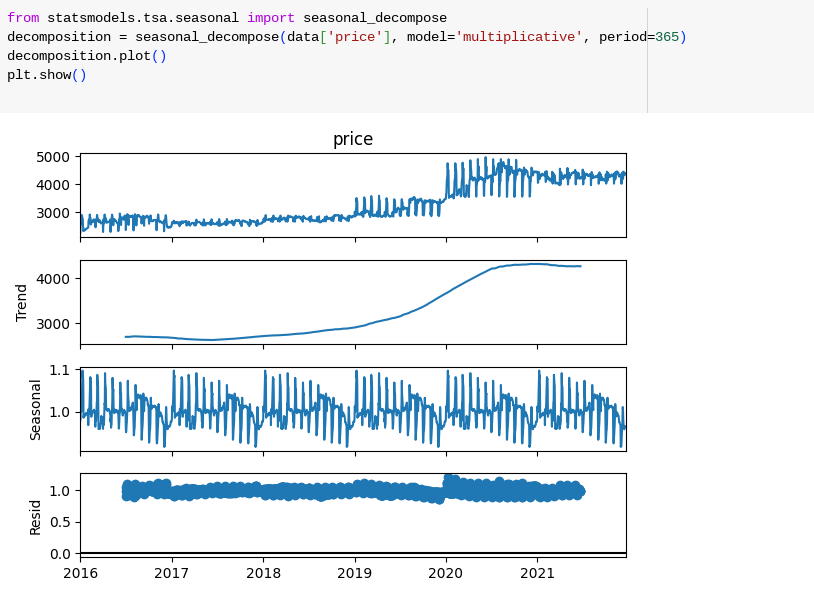 from statsmodels.tsa.seasonal import seasonal_decompose
decomposition = seasonal_decompose(data['price'], model='multiplicative', period=365)
decomposition.plot()
plt.show()
price
5000
4000
3000
Trend
4000
3000
Seasonal
1.1
1.0
Resid
1.0
0.5
0.0
2016 2017 2018 2019 2020 2021